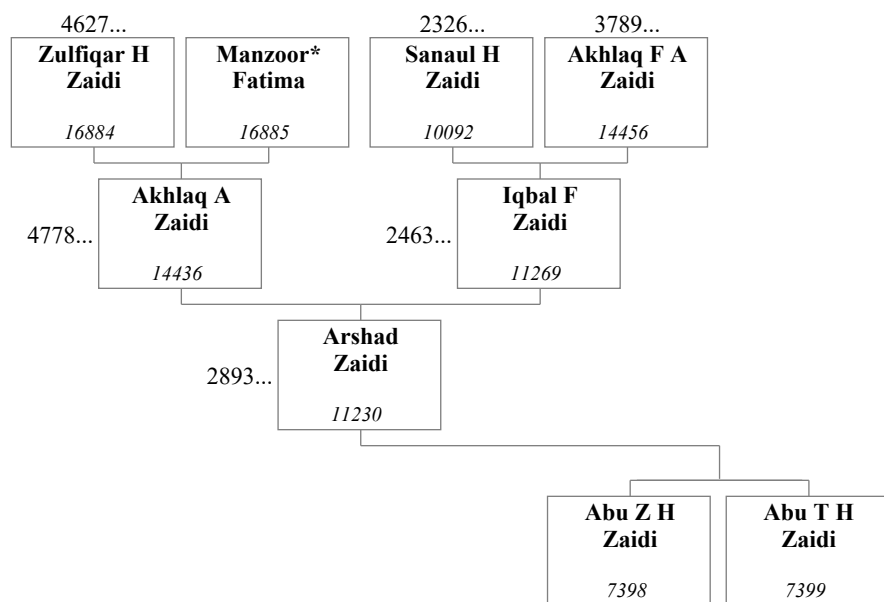 4627...
2326...
3789...
Zulfiqar H
Zaidi
16884
Manzoor*
Fatima
16885
Sanaul H
Zaidi
10092
Akhlaq F A
Zaidi
14456
4778...
Akhlaq A
Zaidi
14436
2463...
Iqbal F
Zaidi
11269
2893...
Arshad
Zaidi
11230
Abu Z H
Zaidi
7398
Abu T H
Zaidi
7399